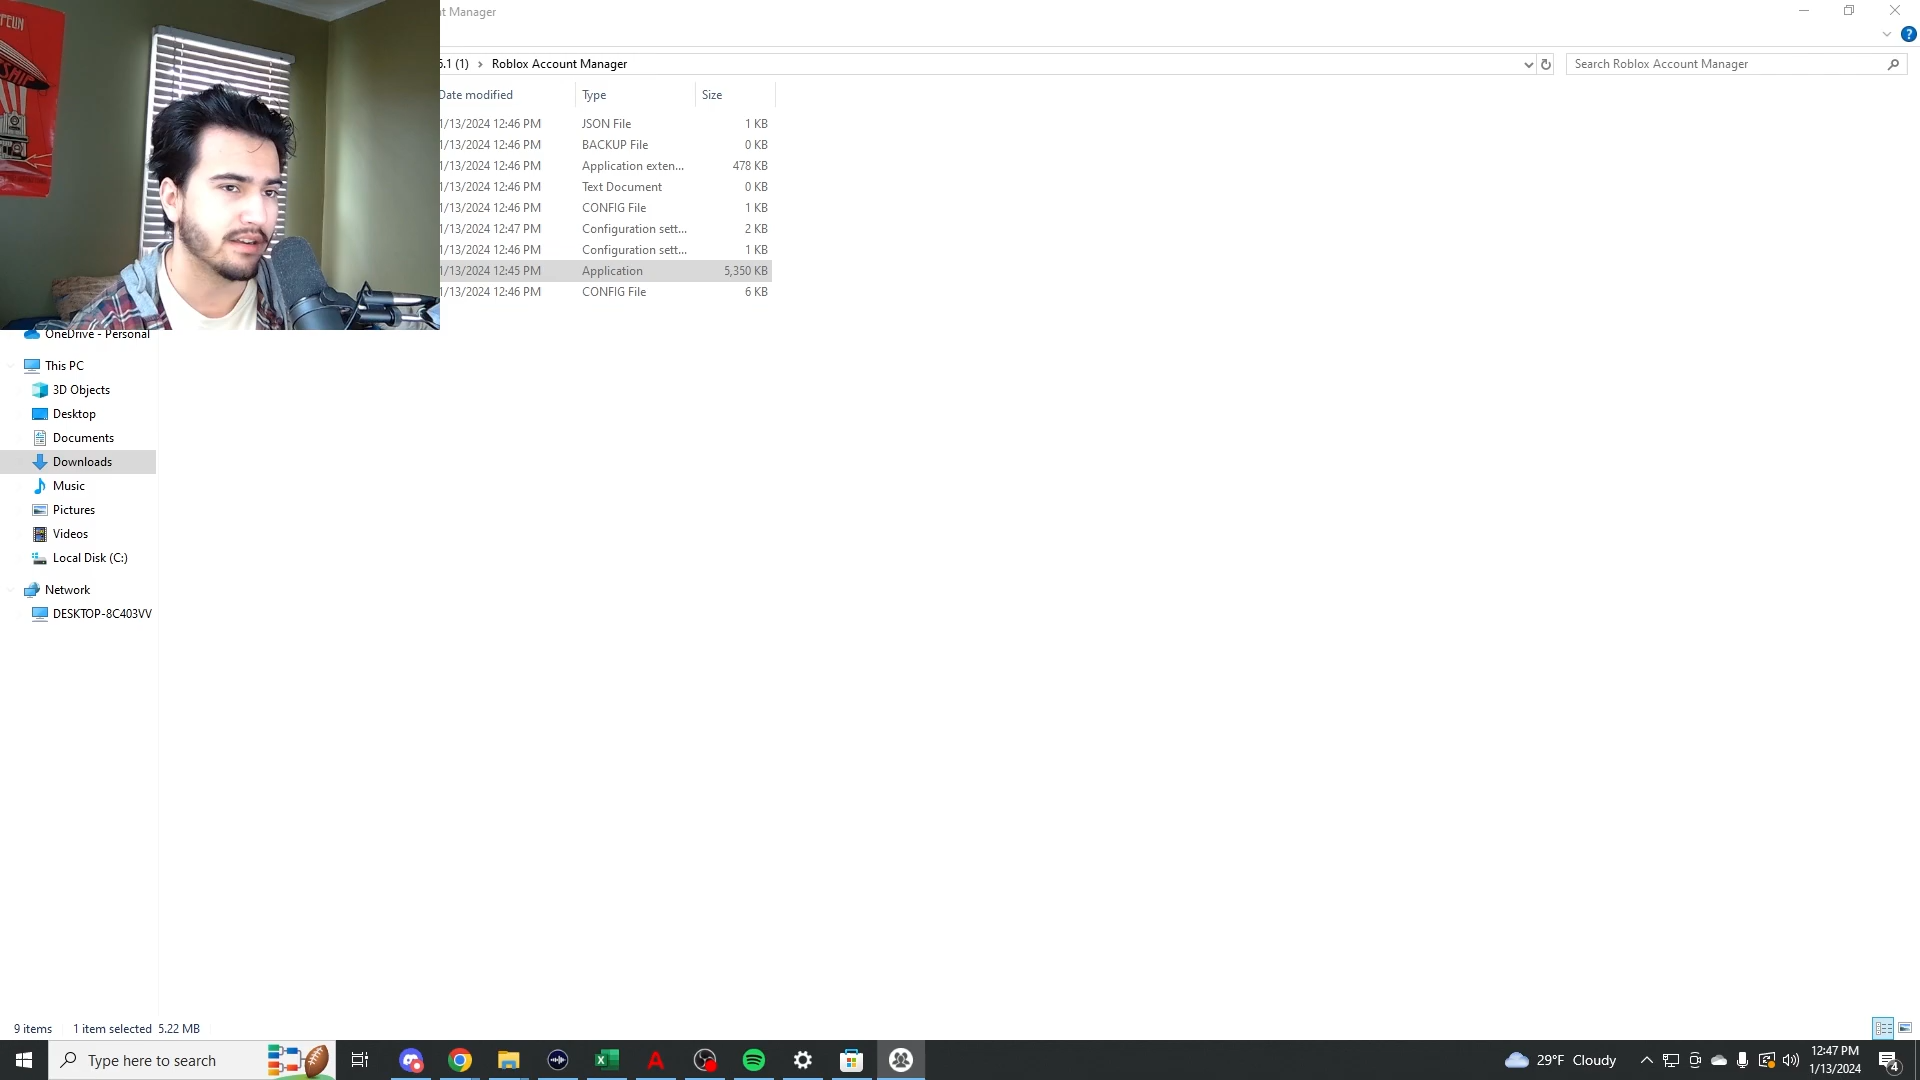 nt Manager
5.1 (1) › Roblox Account Manager
Search Roblox Account Manager
Date modified Type Size
1/13/2024 12:46 PM JSON File 1 KB
1/13/2024 12:46 PM BACKUP File 0 KB
1/13/2024 12:46 PM Application exten... 478 KB
1/13/2024 12:46 PM Text Document 0 KB
1/13/2024 12:46 PM CONFIG File 1 KB
1/13/2024 12:47 PM Configuration sett... 2 KB
1/13/2024 12:46 PM Configuration sett... 1 KB
1/13/2024 12:45 PM Application 5,350 KB
1/13/2024 12:46 PM CONFIG File 6 KB
OneDrive - Personal
This PC
3D Objects
Desktop
Documents
Downloads
Music
Pictures
Videos
Local Disk (C:)
Network
DESKTOP-8C403VV
9 items 1 item selected 5.22 MB
Type here to search
29°F Cloudy
12:47 PM
1/13/2024
4